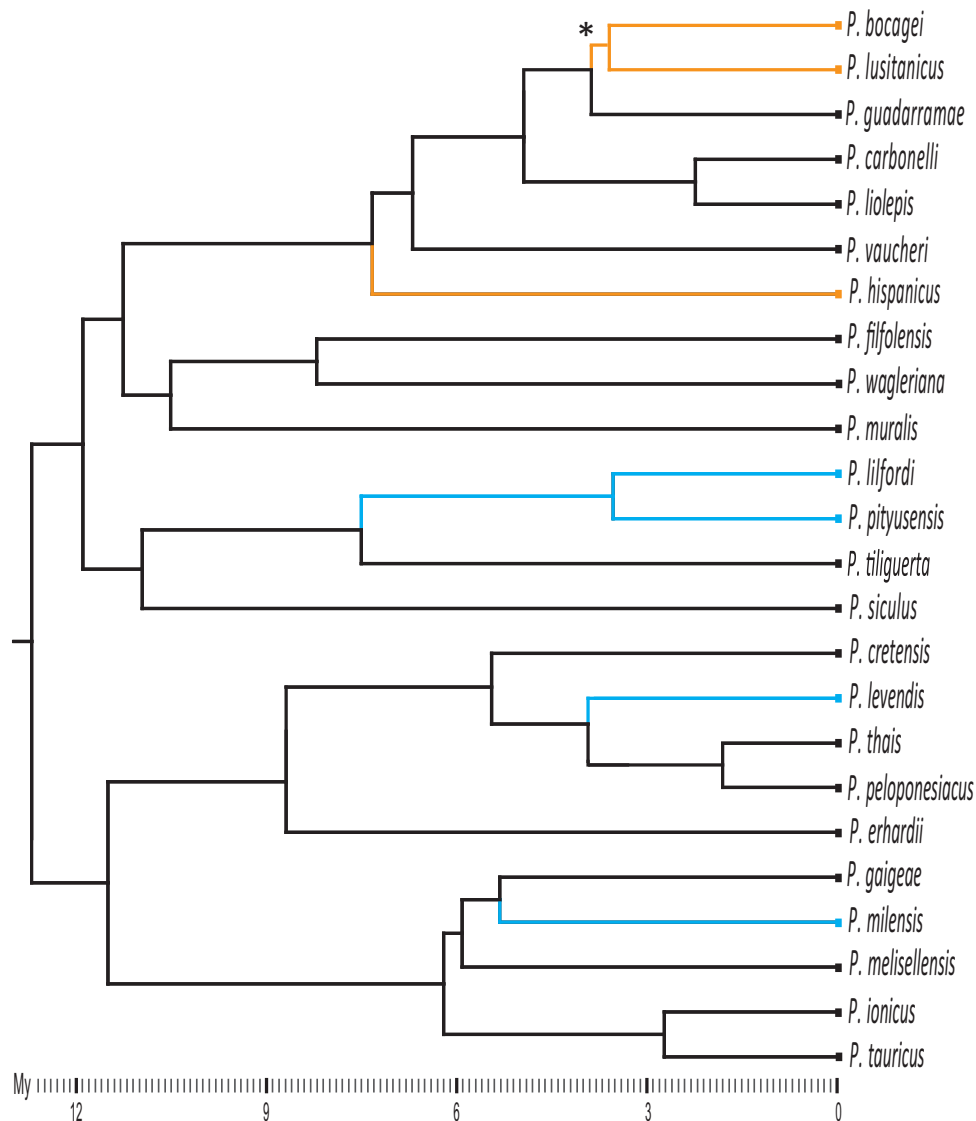 *
P. bocagei
P. lusitanicus
P. guadarramae
P. carbonelli
P. liolepis
P. vaucheri
P. hispanicus
P. filfolensis
P. wagleriana
P. muralis
P. lilfordi
P. pityusensis
P. tiliguerta
P. siculus
P. cretensis
P. levendis
P. thais
P. peloponesiacus
P. erhardii
P. gaigeae
P. milensis
P. melisellensis
P. ionicus
P. tauricus
My
12 9 6 3 0